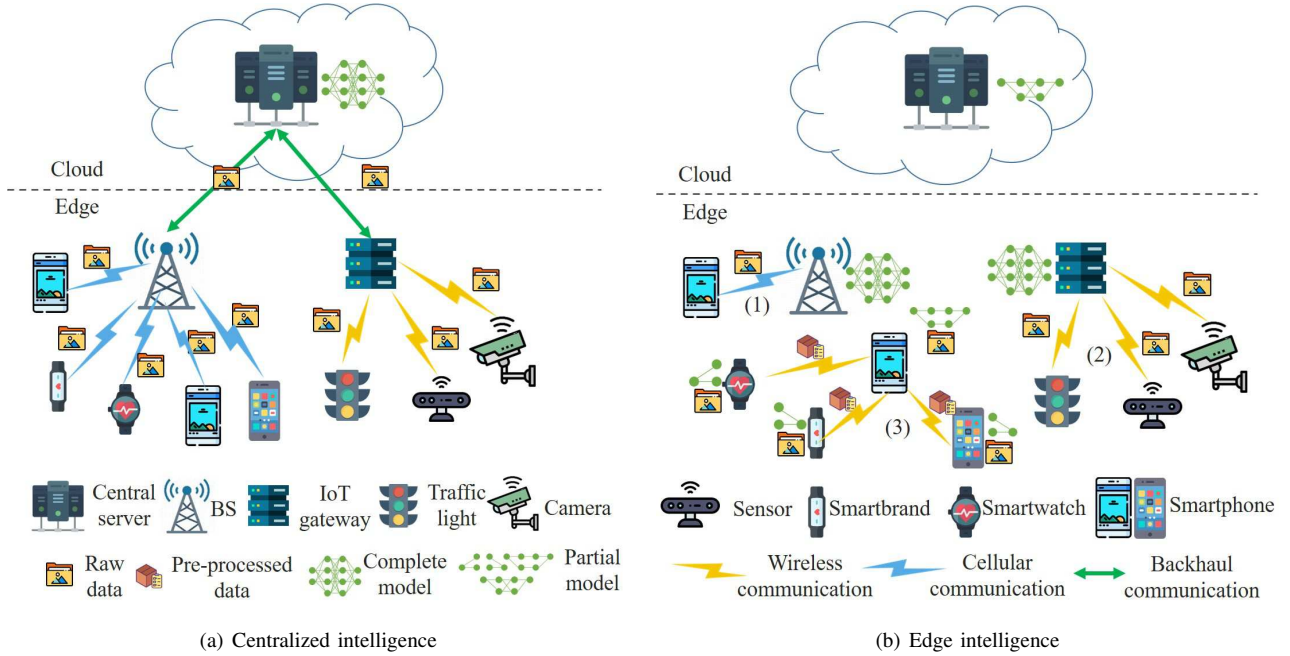 Cloud
Edge
Central server
BS
IoT gateway
Traffic light
Camera
Raw data
Pre-processed data
Complete model
Partial model
(a) Centralized intelligence
Cloud
Edge
(1)
(2)
(3)
Sensor
Smartbrand
Smartwatch
Smartphone
Wireless communication
Cellular communication
Backhaul communication
(b) Edge intelligence